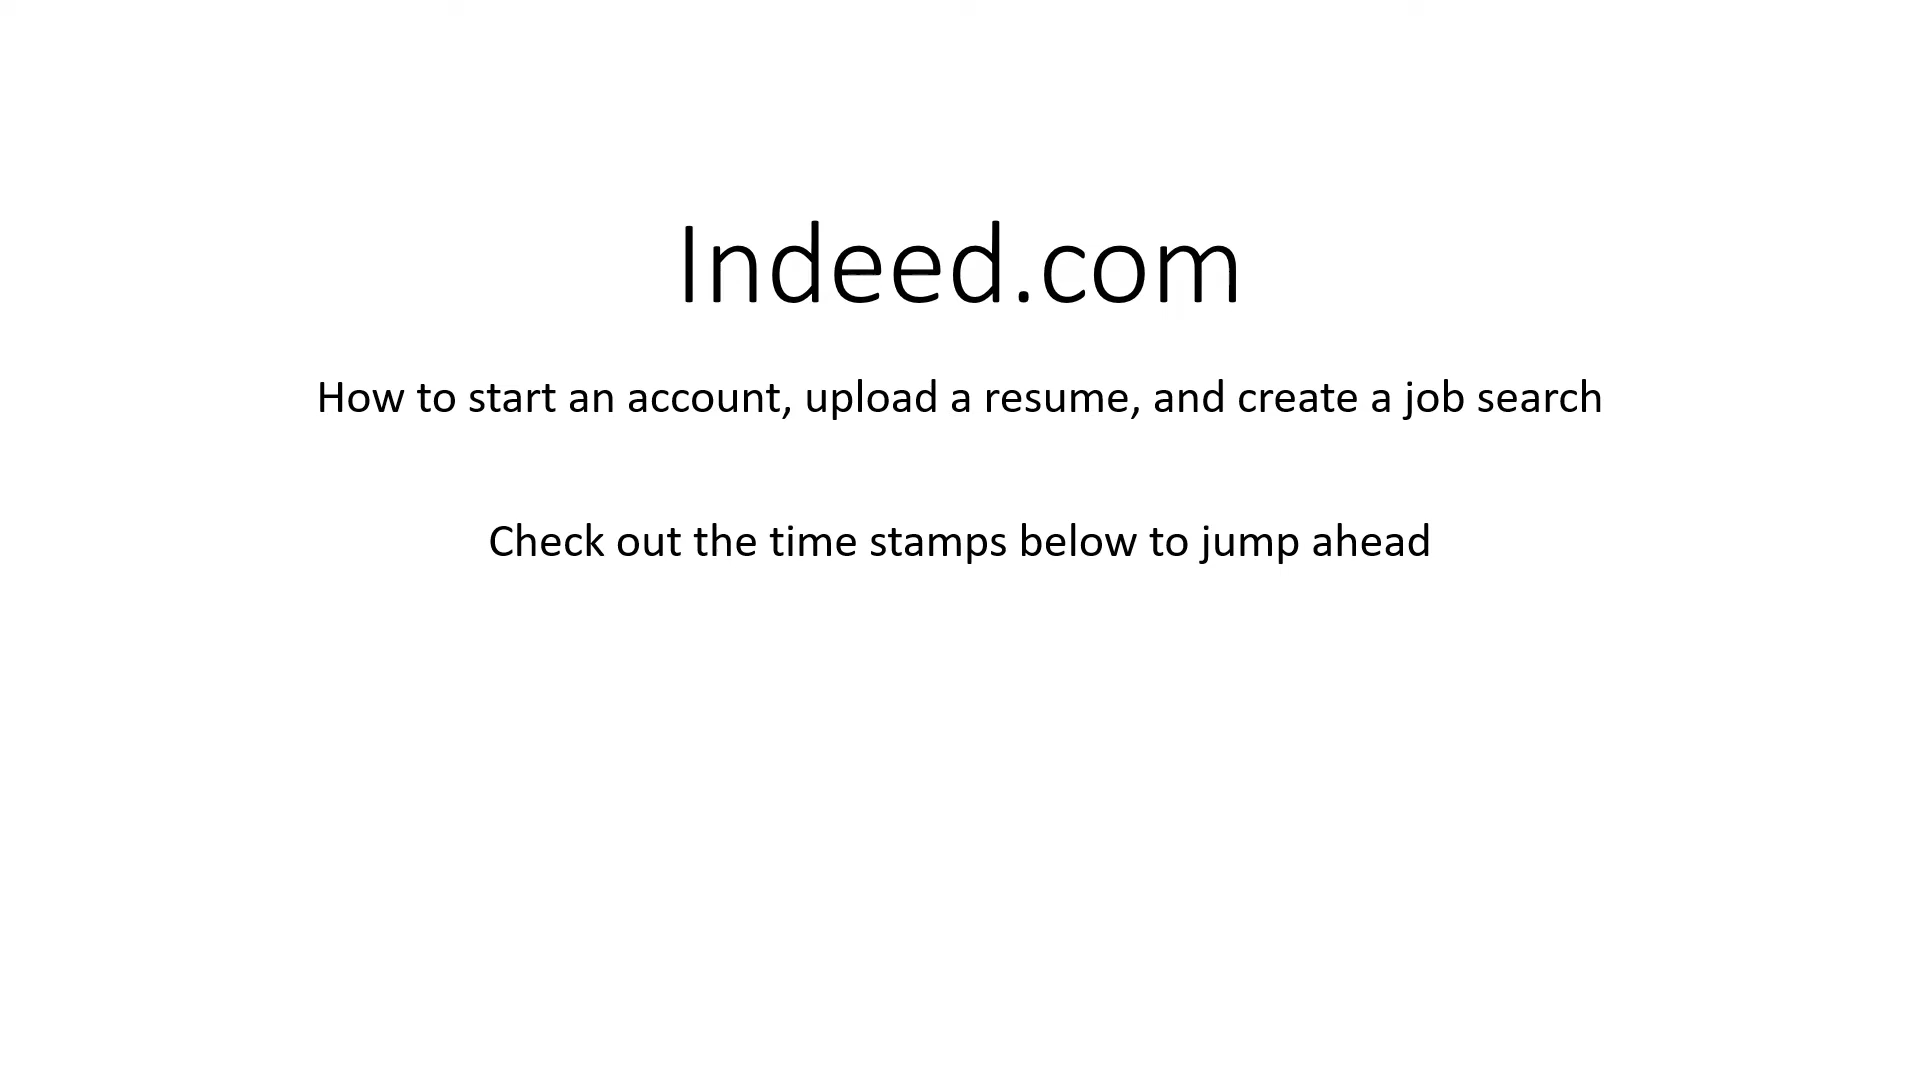 Indeed.com
How to start an account, upload a resume, and create a job search
Check out the time stamps below to jump ahead